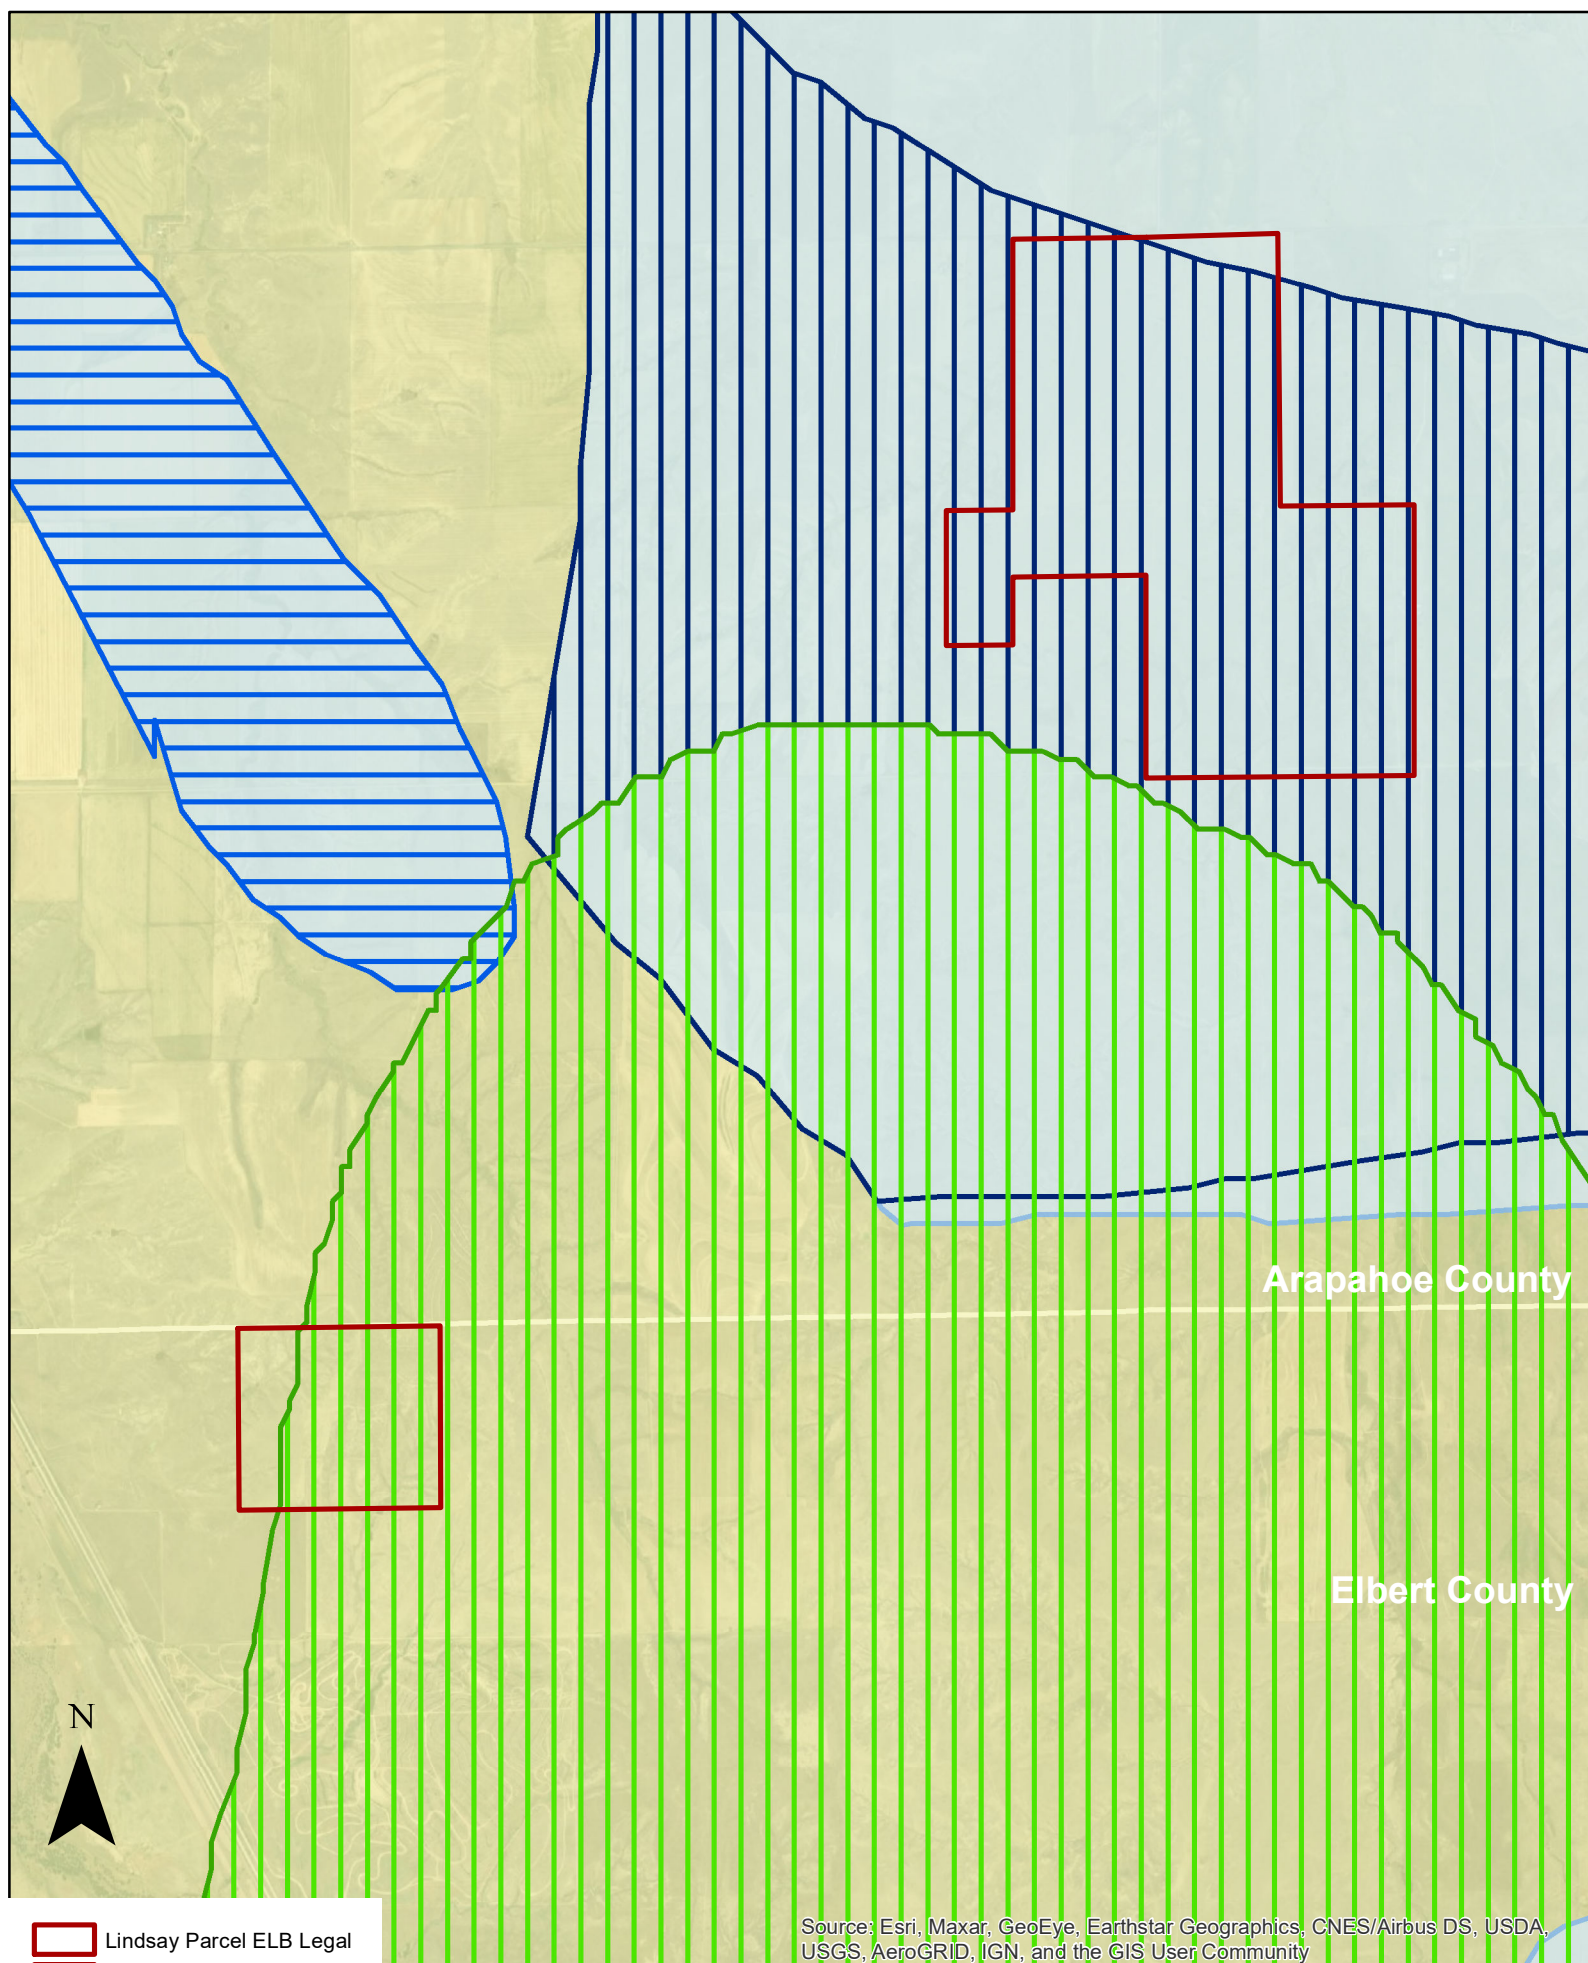 Arapahoe County
Elbert County
N
Lindsay Parcel ELB Legal
Source: Esri, Maxar, GeoEye, Earthstar Geographics, CNES/Airbus DS, USDA,
USGS, AeroGRID, IGN, and the GIS User Community